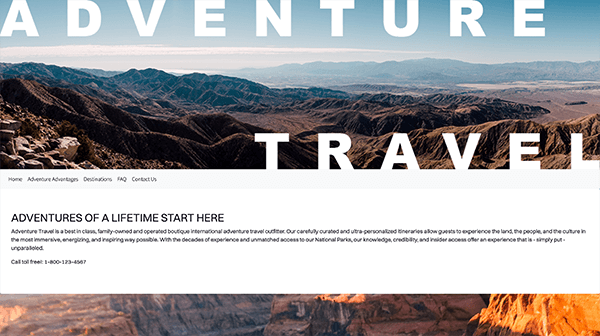 ADVENTURE
TRAVEL
Home Adventure Advantages Destinations FAQ Contact Us
ADVENTURES OF A LIFETIME START HERE
Adventure Travel is a best in class, family-owned and operated boutique international adventure travel outfitter. Our carefully curated and ultra-personalized itineraries allow guests to experience the land, the people, and the culture in
the most immersive, energizing, and inspiring way possible. With the decades of experience and unmatched access to our National Parks, our knowledge, credibility, and insider access offer an experience that is - simply put -
unparalleled.
Call toll free!: 1-800-123-4567